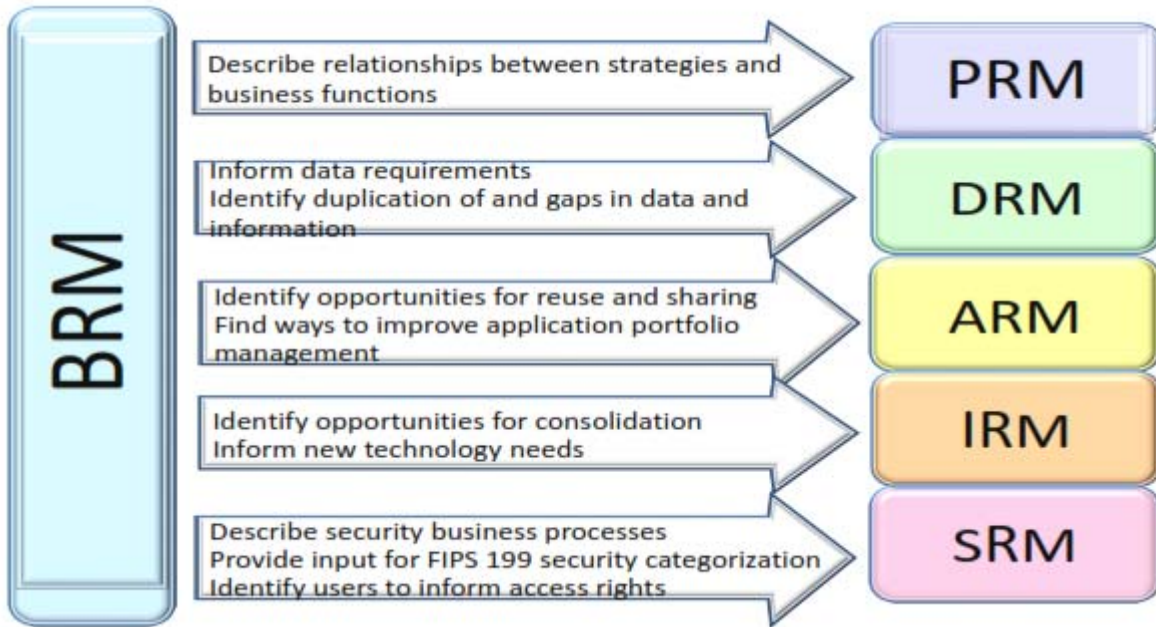 BRM
Describe relationships between strategies and
business functions
PRM
Inform data requirements
Identify duplication of and gaps in data and
information
DRM
Identify opportunities for reuse and sharing
Find ways to improve application portfolio
management
ARM
Identify opportunities for consolidation
Inform new technology needs
IRM
Describe security business processes
Provide input for FIPS 199 security categorization
Identify users to inform access rights
SRM